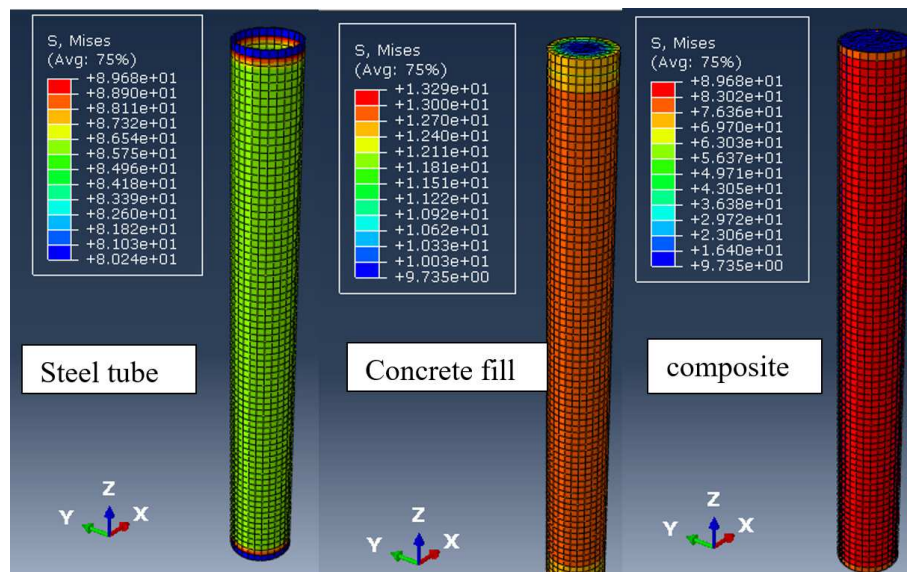 S, Mises
(Avg: 75%)
+8.968e+01
+8.890e+01
+8.811e+01
+8.732e+01
+8.654e+01
+8.575e+01
+8.496e+01
+8.418e+01
+8.339e+01
+8.260e+01
+8.182e+01
+8.103e+01
+8.024e+01
Steel tube
Z
Y
X
S, Mises
(Avg: 75%)
+1.329e+01
+1.300e+01
+1.270e+01
+1.240e+01
+1.211e+01
+1.181e+01
+1.151e+01
+1.122e+01
+1.092e+01
+1.062e+01
+1.033e+01
+1.003e+01
+9.735e+00
Concrete fill
Z
Y
X
S, Mises
(Avg: 75%)
+8.968e+01
+8.302e+01
+7.636e+01
+6.970e+01
+6.303e+01
+5.637e+01
+4.971e+01
+4.305e+01
+3.638e+01
+2.972e+01
+2.306e+01
+1.640e+01
+9.735e+00
composite
Z
Y
X